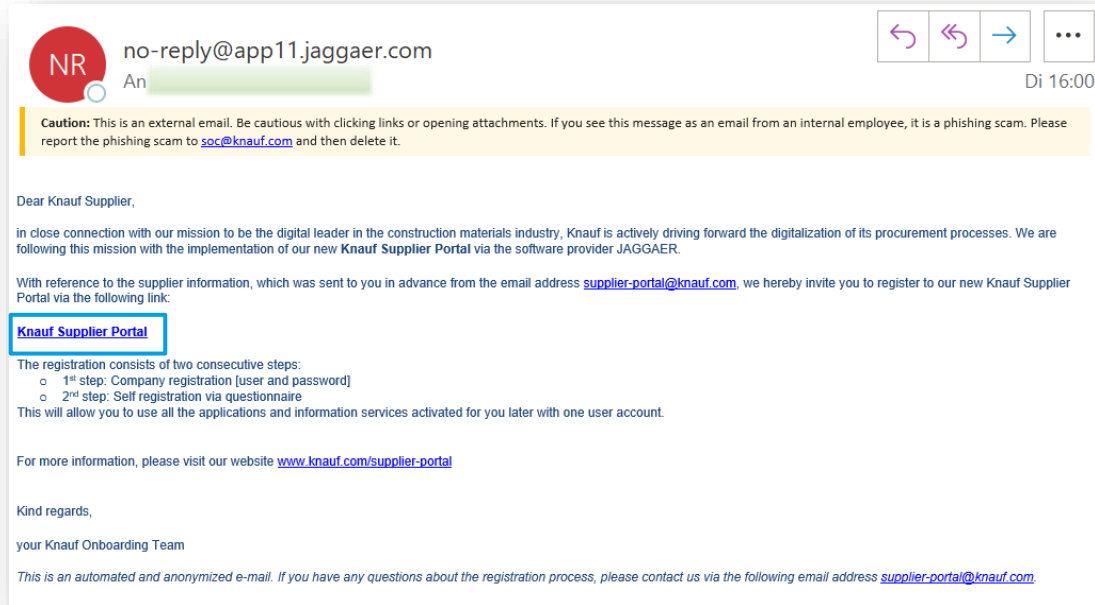 NR
no-reply@app11.jaggaer.com
An
Di 16:00
Caution: This is an external email. Be cautious with clicking links or opening attachments. If you see this message as an email from an internal employee, it is a phishing scam. Please
report the phishing scam to soc@knauf.com and then delete it.
Dear Knauf Supplier,
in close connection with our mission to be the digital leader in the construction materials industry, Knauf is actively driving forward the digitalization of its procurement processes. We are
following this mission with the implementation of our new Knauf Supplier Portal via the software provider JAGGAER.
With reference to the supplier information, which was sent to you in advance from the email address supplier-portal@knauf.com, we hereby invite you to register to our new Knauf Supplier
Portal via the following link:
Knauf Supplier Portal
The registration consists of two consecutive steps:
o 1st step: Company registration [user and password]
o 2nd step: Self registration via questionnaire
This will allow you to use all the applications and information services activated for you later with one user account.
For more information, please visit our website www.knauf.com/supplier-portal
Kind regards,
your Knauf Onboarding Team
This is an automated and anonymized e-mail. If you have any questions about the registration process, please contact us via the following email address supplier-portal@knauf.com.